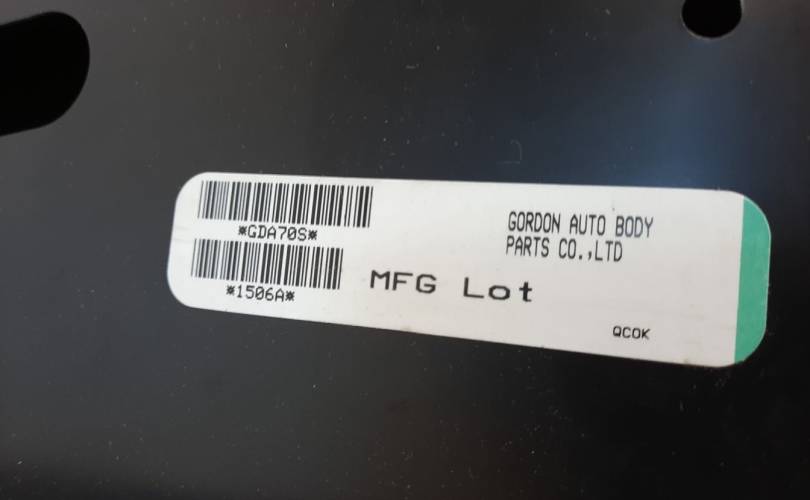 *GDA70S*
*1506A*
MFG Lot
GORDON AUTO BODY
PARTS CO.,LTD
QCOK